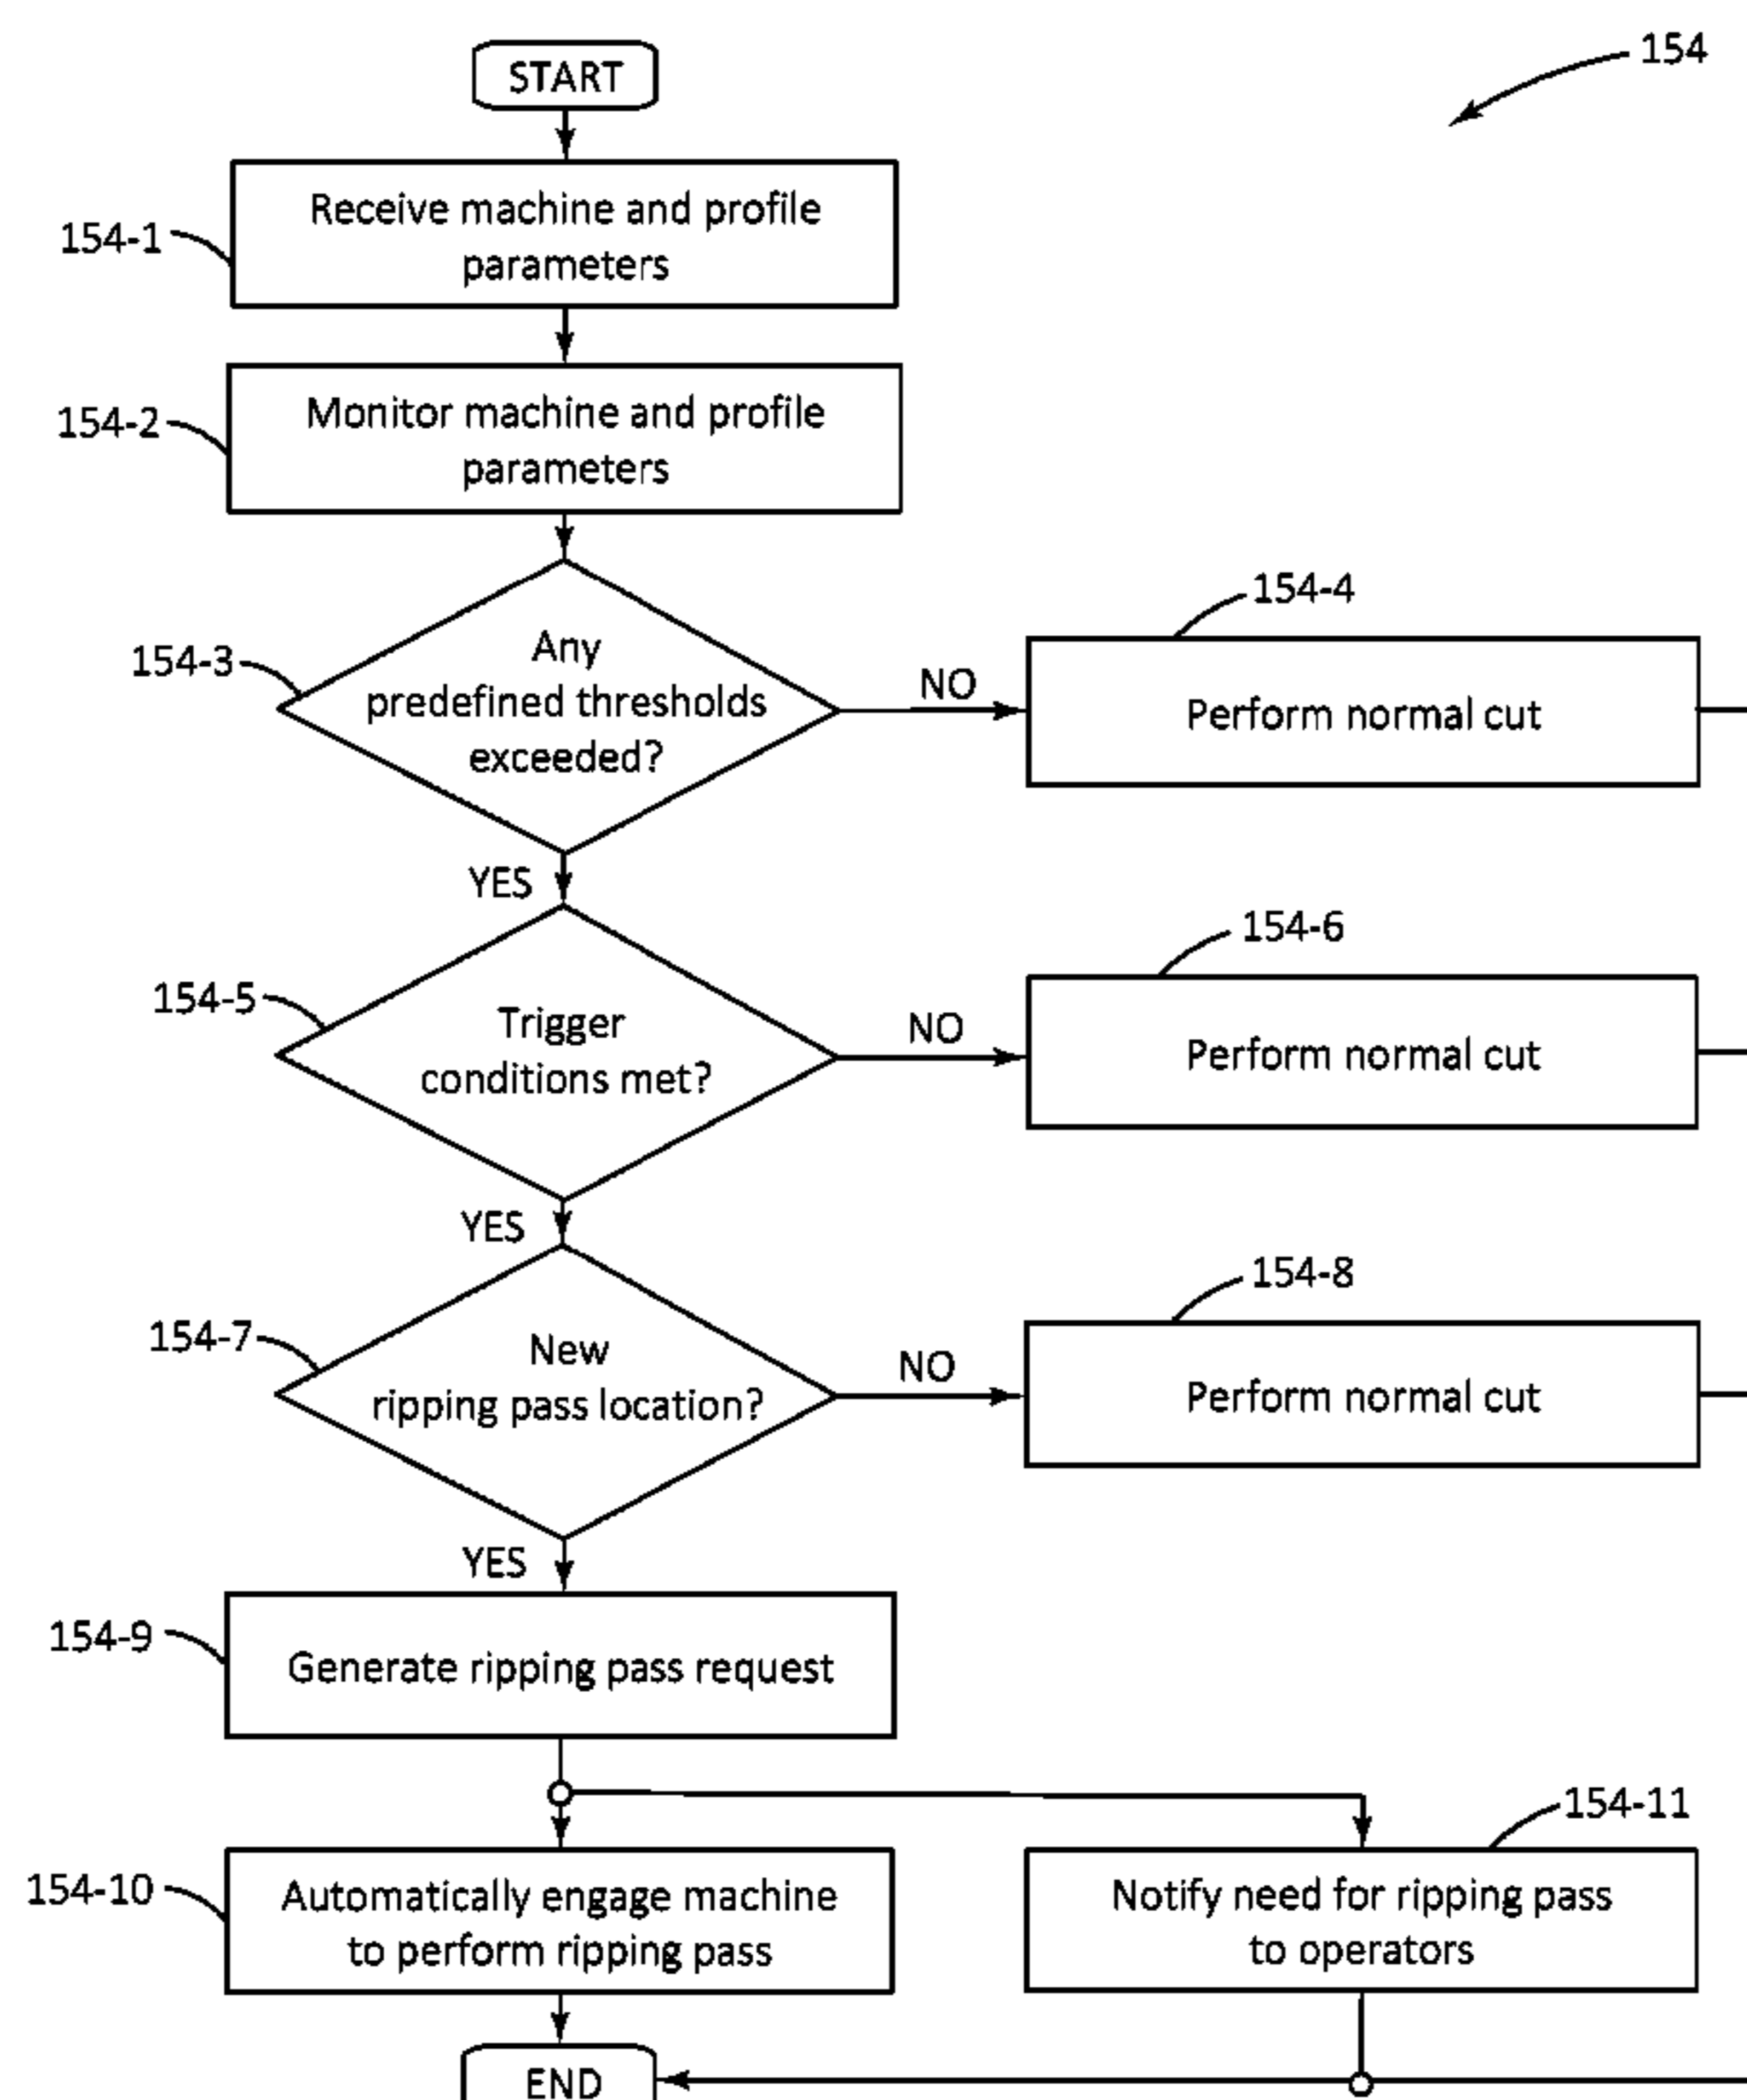 START
154
Receive machine and profile
parameters
154-1
Monitor machine and profile
parameters
154-2
Any
predefined thresholds
exceeded?
154-3
NO
154-4
Perform normal cut
YES
Trigger
conditions met?
154-5
NO
154-6
Perform normal cut
YES
New
ripping pass location?
154-7
NO
154-8
Perform normal cut
YES
154-9
Generate ripping pass request
154-10
Automatically engage machine
to perform ripping pass
154-11
Notify need for ripping pass
to operators
END